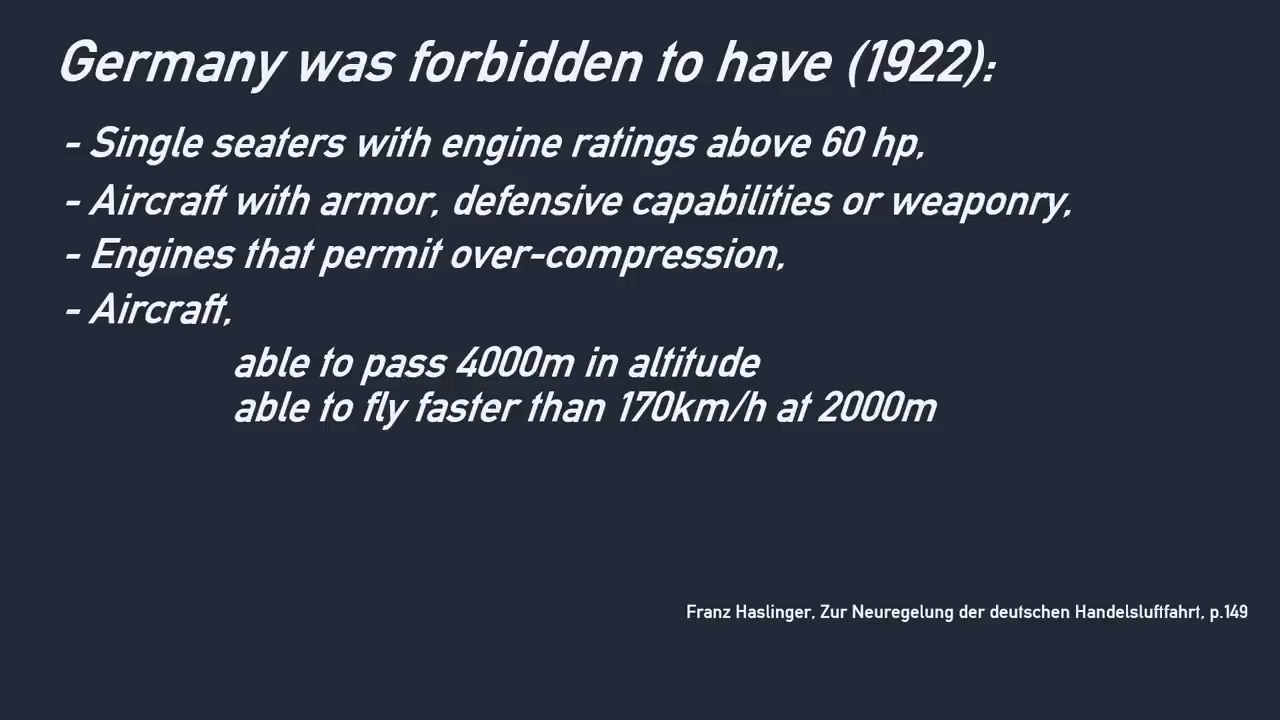 Germany was forbidden to have (1922):
- Single seaters with engine ratings above 60 hp,
- Aircraft with armor, defensive capabilities or weaponry,
- Engines that permit over-compression,
- Aircraft,
able to pass 4000m in altitude
able to fly faster than 170km/h at 2000m
Franz Haslinger, Zur Neuregelung der deutschen Handelsluftfahrt, p.149